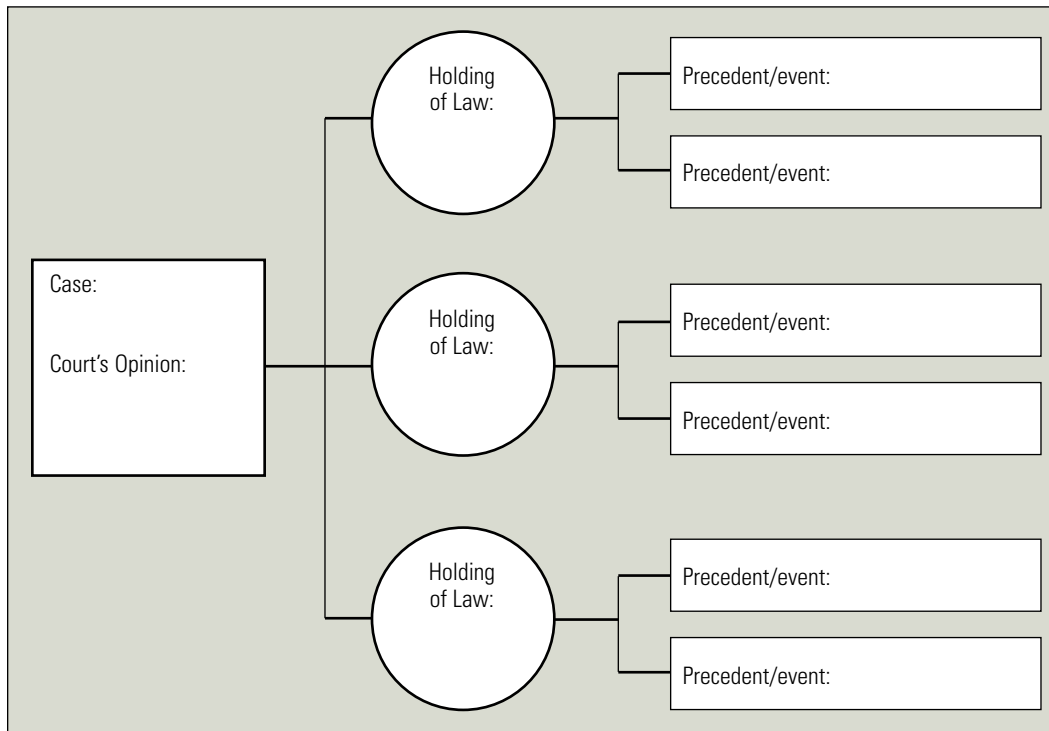 Case:
Court’s Opinion:
Holding
of Law:
Precedent/event:
Precedent/event:
Holding
of Law:
Precedent/event:
Precedent/event:
Holding
of Law:
Precedent/event:
Precedent/event: